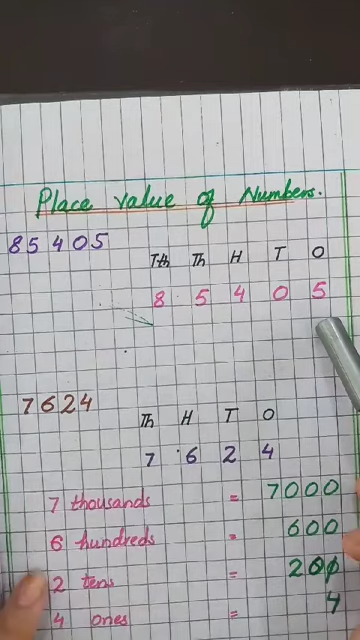 Place value of Numbers.
85405
Tth Th H T O
8 5 4 0 5
7624
Th H T O
7 6 2 4
7 thousands = 7000
6 hundreds = 600
2 tens = 20
4 ones = 4